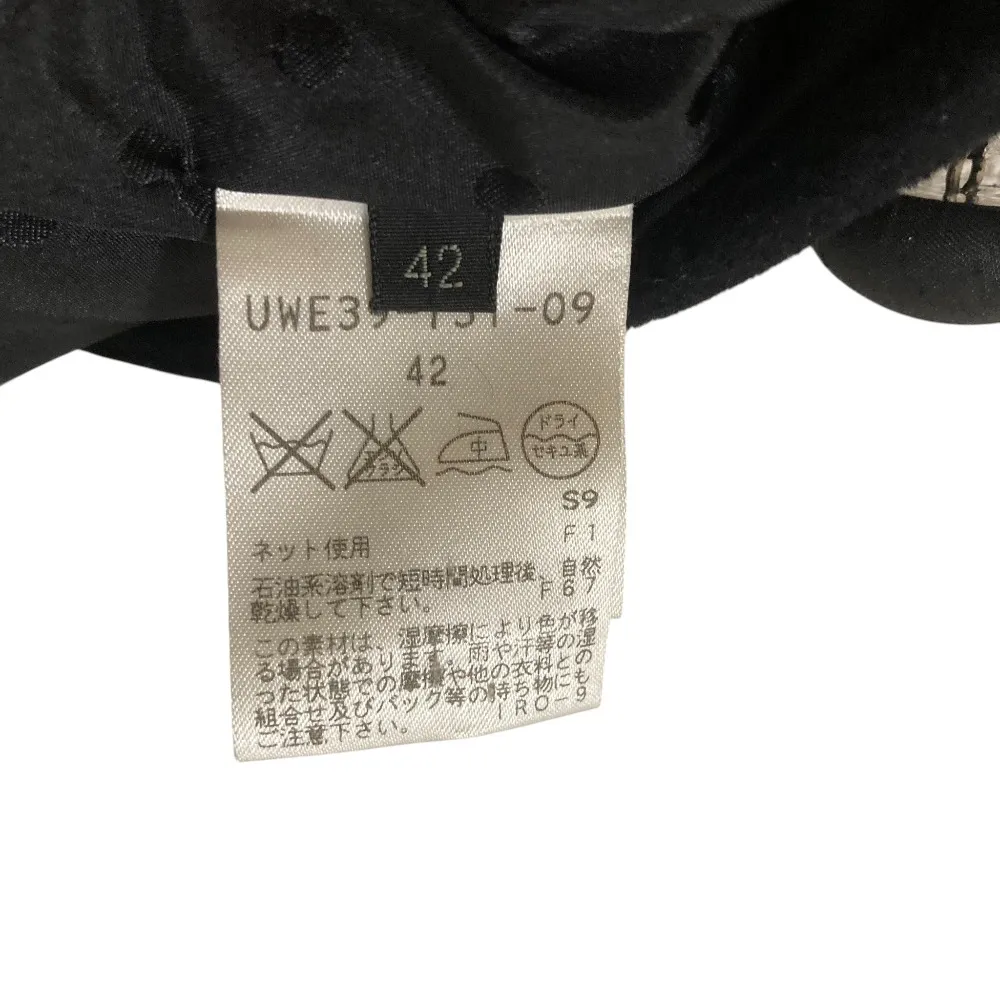 42
UWE39-151-09
42
中
ドライ
セキユ系
S9
F1
ネット使用
石油系溶剤で短時間処理後、自然
乾燥して下さい。
F67
この素材は、湿摩擦により色が移
る場合があります。雨や汗等の湿
った状態での摩擦や他の衣料との
組合せ及びバック等の持ち物にも
ご注意下さい。